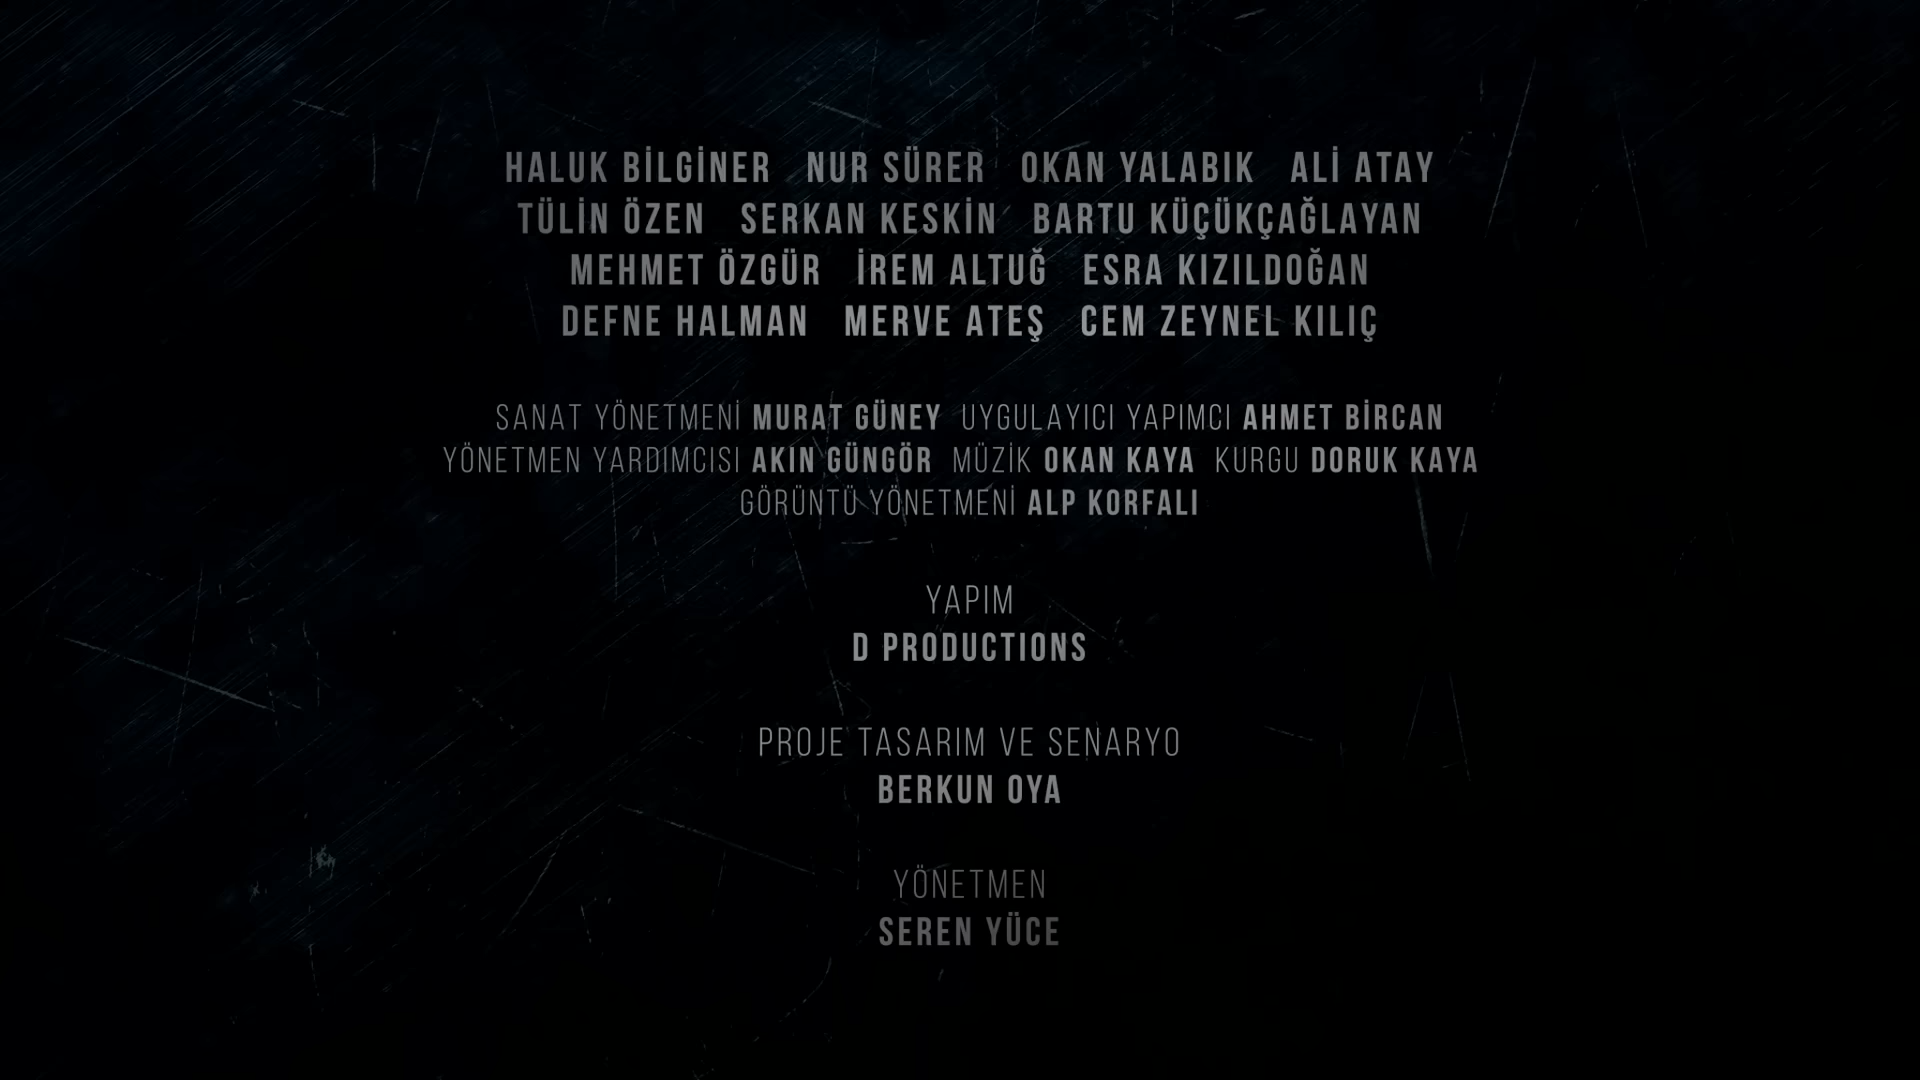 HALUK BİLGİNER NUR SÜRER OKAN YALABIK ALİ ATAY
TÜLİN ÖZEN SERKAN KESKİN BARTU KÜÇÜKÇAĞLAYAN
MEHMET ÖZGÜR İREM ALTUĞ ESRA KIZILDOĞAN
DEFNE HALMAN MERVE ATEŞ CEM ZEYNEL KILIÇ
SANAT YÖNETMENİ MURAT GÜNEY UYGULAYICI YAPIMCI AHMET BİRCAN
YÖNETMEN YARDIMCISI AKIN GÜNGÖR MÜZİK OKAN KAYA KURGU DORUK KAYA
GÖRÜNTÜ YÖNETMENİ ALP KORFALI
YAPIM
D PRODUCTIONS
PROJE TASARIM VE SENARYO
BERKUN OYA
YÖNETMEN
SEREN YÜCE